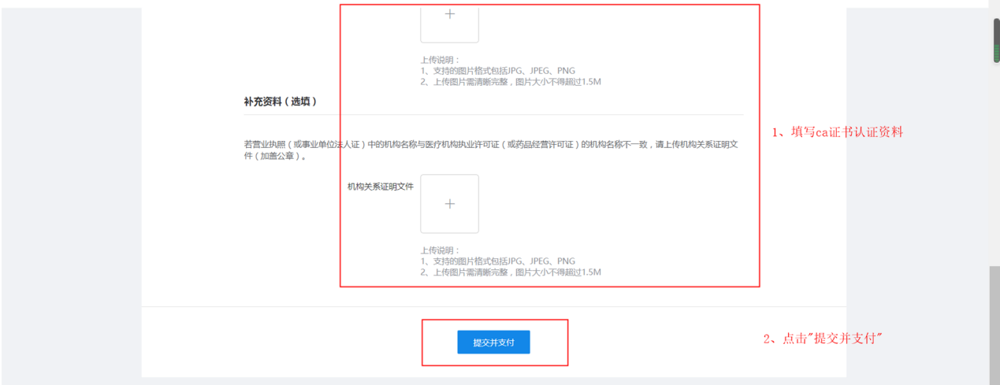 上传说明：
1、支持的图片格式包括JPG、JPEG、PNG
2、上传图片需清晰完整，图片大小不得超过1.5M
补充资料（选填）
1、填写ca证书认证资料
若营业执照（或事业单位法人证）中的机构名称与医疗机构执业许可证（或药品经营许可证）的机构名称不一致，请上传机构关系证明文
件（加盖公章）。
机构关系证明文件
上传说明：
1、支持的图片格式包括JPG、JPEG、PNG
2、上传图片需清晰完整，图片大小不得超过1.5M
提交并支付
2、点击"提交并支付"